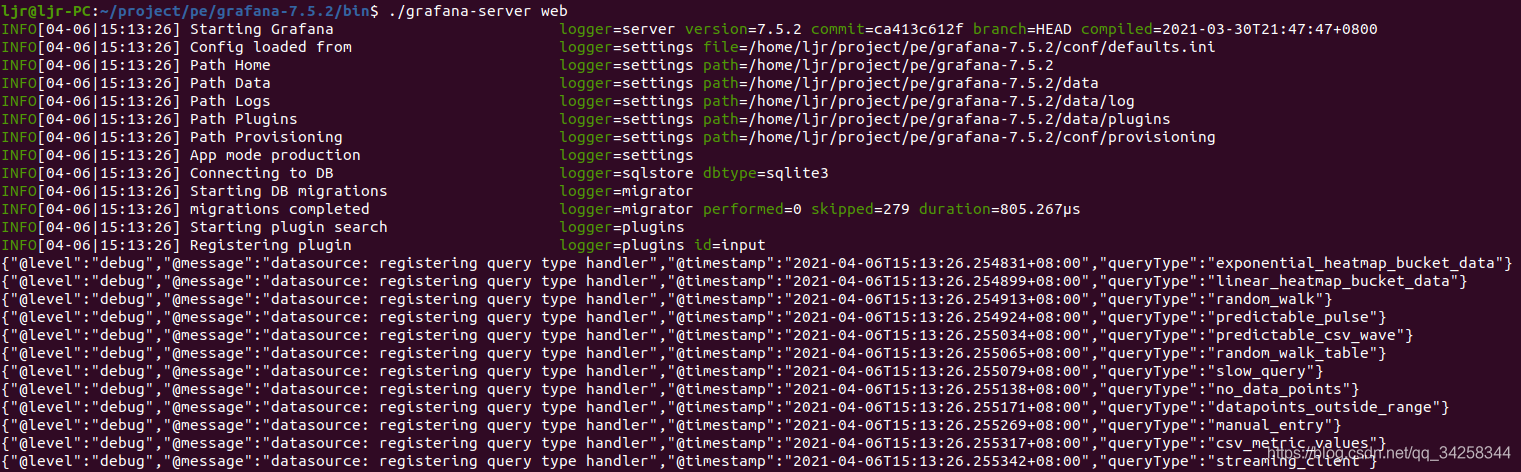 ljr@ljr-PC:~/project/pe/grafana-7.5.2/bin$ ./grafana-server web
INFO[04-06|15:13:26] Starting Grafana logger=server version=7.5.2 commit=ca413c612f branch=HEAD compiled=2021-03-30T21:47:47+0800
INFO[04-06|15:13:26] Config loaded from logger=settings file=/home/ljr/project/pe/grafana-7.5.2/conf/defaults.ini
INFO[04-06|15:13:26] Path Home logger=settings path=/home/ljr/project/pe/grafana-7.5.2
INFO[04-06|15:13:26] Path Data logger=settings path=/home/ljr/project/pe/grafana-7.5.2/data
INFO[04-06|15:13:26] Path Logs logger=settings path=/home/ljr/project/pe/grafana-7.5.2/data/log
INFO[04-06|15:13:26] Path Plugins logger=settings path=/home/ljr/project/pe/grafana-7.5.2/data/plugins
INFO[04-06|15:13:26] Path Provisioning logger=settings path=/home/ljr/project/pe/grafana-7.5.2/conf/provisioning
INFO[04-06|15:13:26] App mode production logger=settings
INFO[04-06|15:13:26] Connecting to DB logger=sqlstore dbtype=sqlite3
INFO[04-06|15:13:26] Starting DB migrations logger=migrator
INFO[04-06|15:13:26] migrations completed logger=migrator performed=0 skipped=279 duration=805.267µs
INFO[04-06|15:13:26] Starting plugin search logger=plugins
INFO[04-06|15:13:26] Registering plugin logger=plugins id=input
{"@level":"debug","@message":"datasource: registering query type handler","@timestamp":"2021-04-06T15:13:26.254831+08:00","queryType":"exponential_heatmap_bucket_data"}
{"@level":"debug","@message":"datasource: registering query type handler","@timestamp":"2021-04-06T15:13:26.254899+08:00","queryType":"linear_heatmap_bucket_data"}
{"@level":"debug","@message":"datasource: registering query type handler","@timestamp":"2021-04-06T15:13:26.254913+08:00","queryType":"random_walk"}
{"@level":"debug","@message":"datasource: registering query type handler","@timestamp":"2021-04-06T15:13:26.254924+08:00","queryType":"predictable_pulse"}
{"@level":"debug","@message":"datasource: registering query type handler","@timestamp":"2021-04-06T15:13:26.255034+08:00","queryType":"predictable_csv_wave"}
{"@level":"debug","@message":"datasource: registering query type handler","@timestamp":"2021-04-06T15:13:26.255065+08:00","queryType":"random_walk_table"}
{"@level":"debug","@message":"datasource: registering query type handler","@timestamp":"2021-04-06T15:13:26.255079+08:00","queryType":"slow_query"}
{"@level":"debug","@message":"datasource: registering query type handler","@timestamp":"2021-04-06T15:13:26.255138+08:00","queryType":"no_data_points"}
{"@level":"debug","@message":"datasource: registering query type handler","@timestamp":"2021-04-06T15:13:26.255171+08:00","queryType":"datapoints_outside_range"}
{"@level":"debug","@message":"datasource: registering query type handler","@timestamp":"2021-04-06T15:13:26.255269+08:00","queryType":"manual_entry"}
{"@level":"debug","@message":"datasource: registering query type handler","@timestamp":"2021-04-06T15:13:26.255317+08:00","queryType":"csv_metric_values"}
{"@level":"debug","@message":"datasource: registering query type handler","@timestamp":"2021-04-06T15:13:26.255342+08:00","queryType":"streaming_client"}
https://blog.csdn.net/qq_34258344